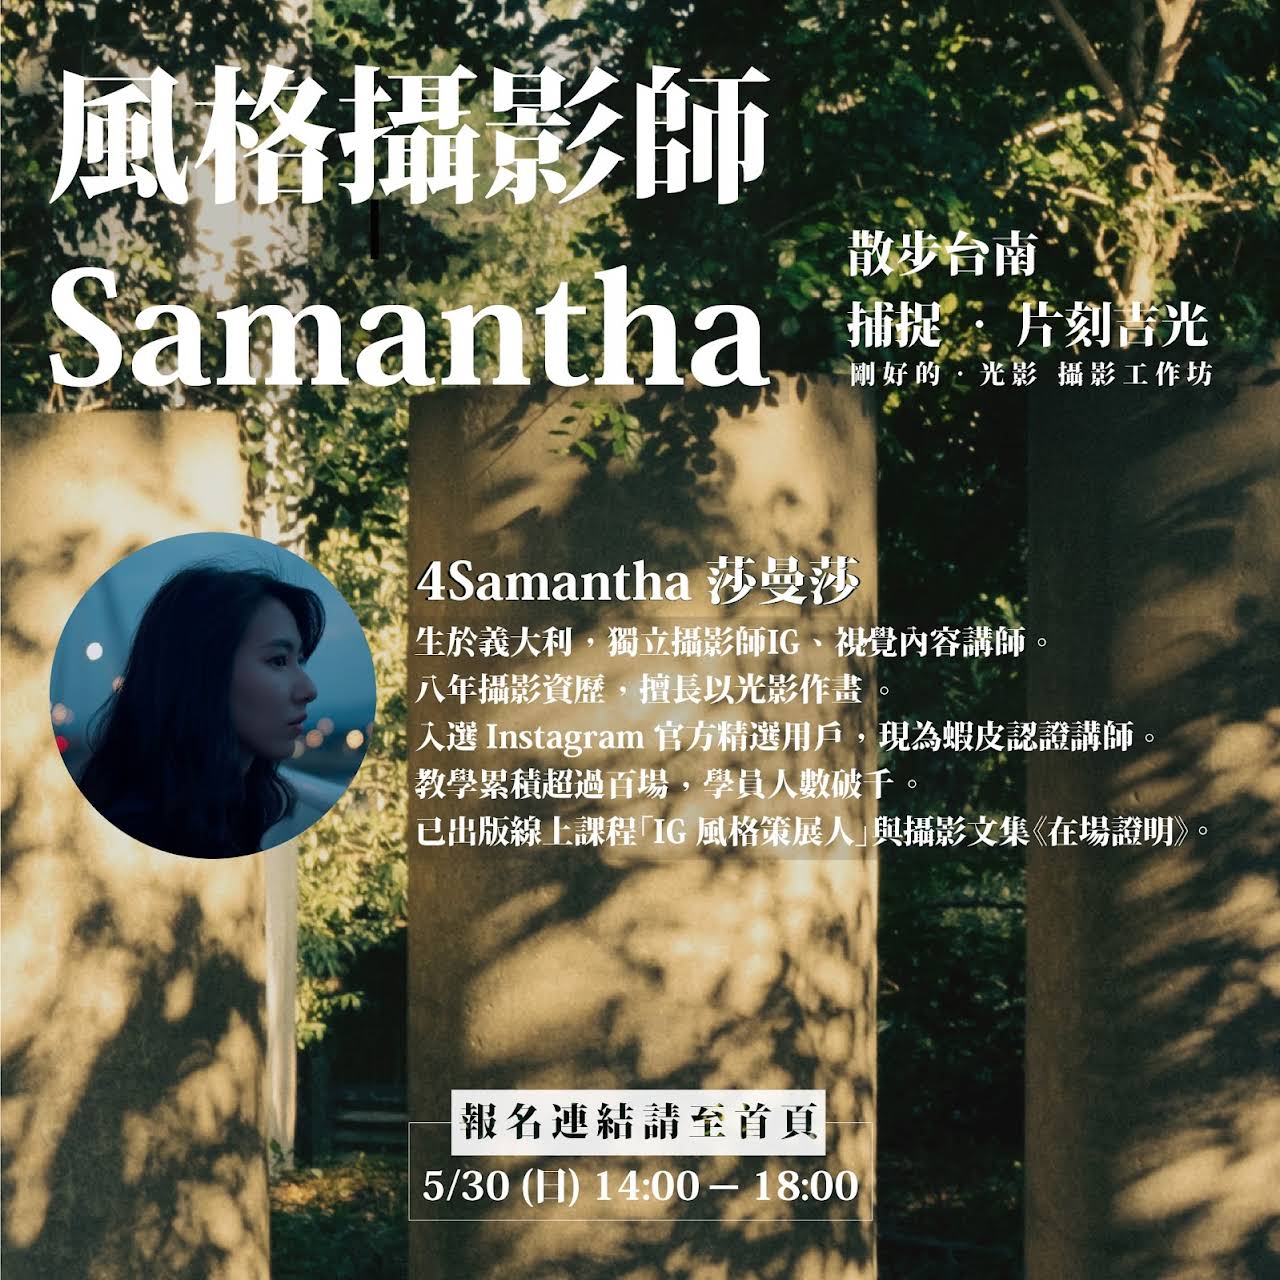 風格攝影師
Samantha
散步台南
捕捉 · 片刻吉光
剛好的·光影 攝影工作坊
4Samantha 莎曼莎
生於義大利，獨立攝影師IG、視覺內容講師。
八年攝影資歷，擅長以光影作畫。
入選 Instagram 官方精選用戶，現為蝦皮認證講師。
教學累積超過百場，學員人數破千。
已出版線上課程「IG 風格策展人」與攝影文集《在場證明》。
報名連結請至首頁
5/30 (日) 14:00 — 18:00